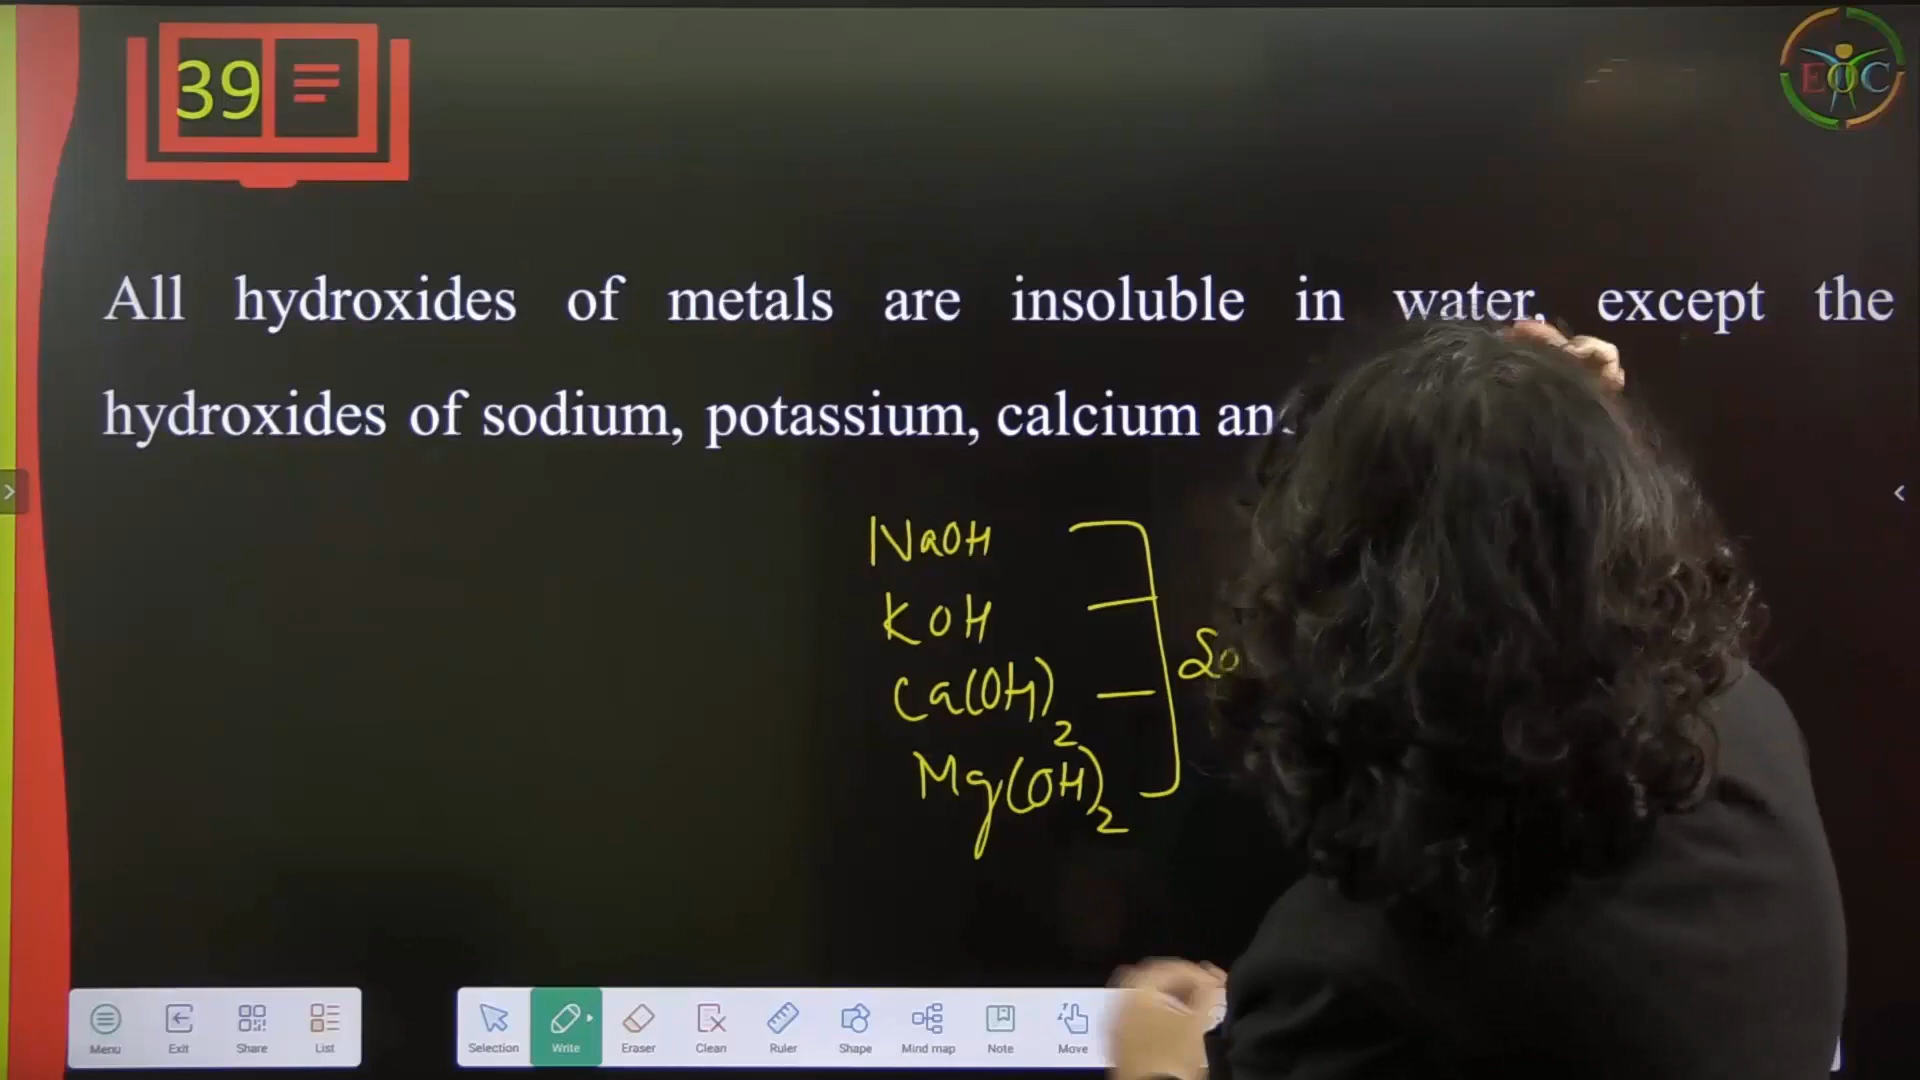 39
EOC
All hydroxides of metals are insoluble in water, except the
hydroxides of sodium, potassium, calcium
NaOH
KOH
Ca(OH)2
Mg(OH)2
Menu Exit Share List Selection Write Eraser Clean Ruler Shape Mind map Note Move